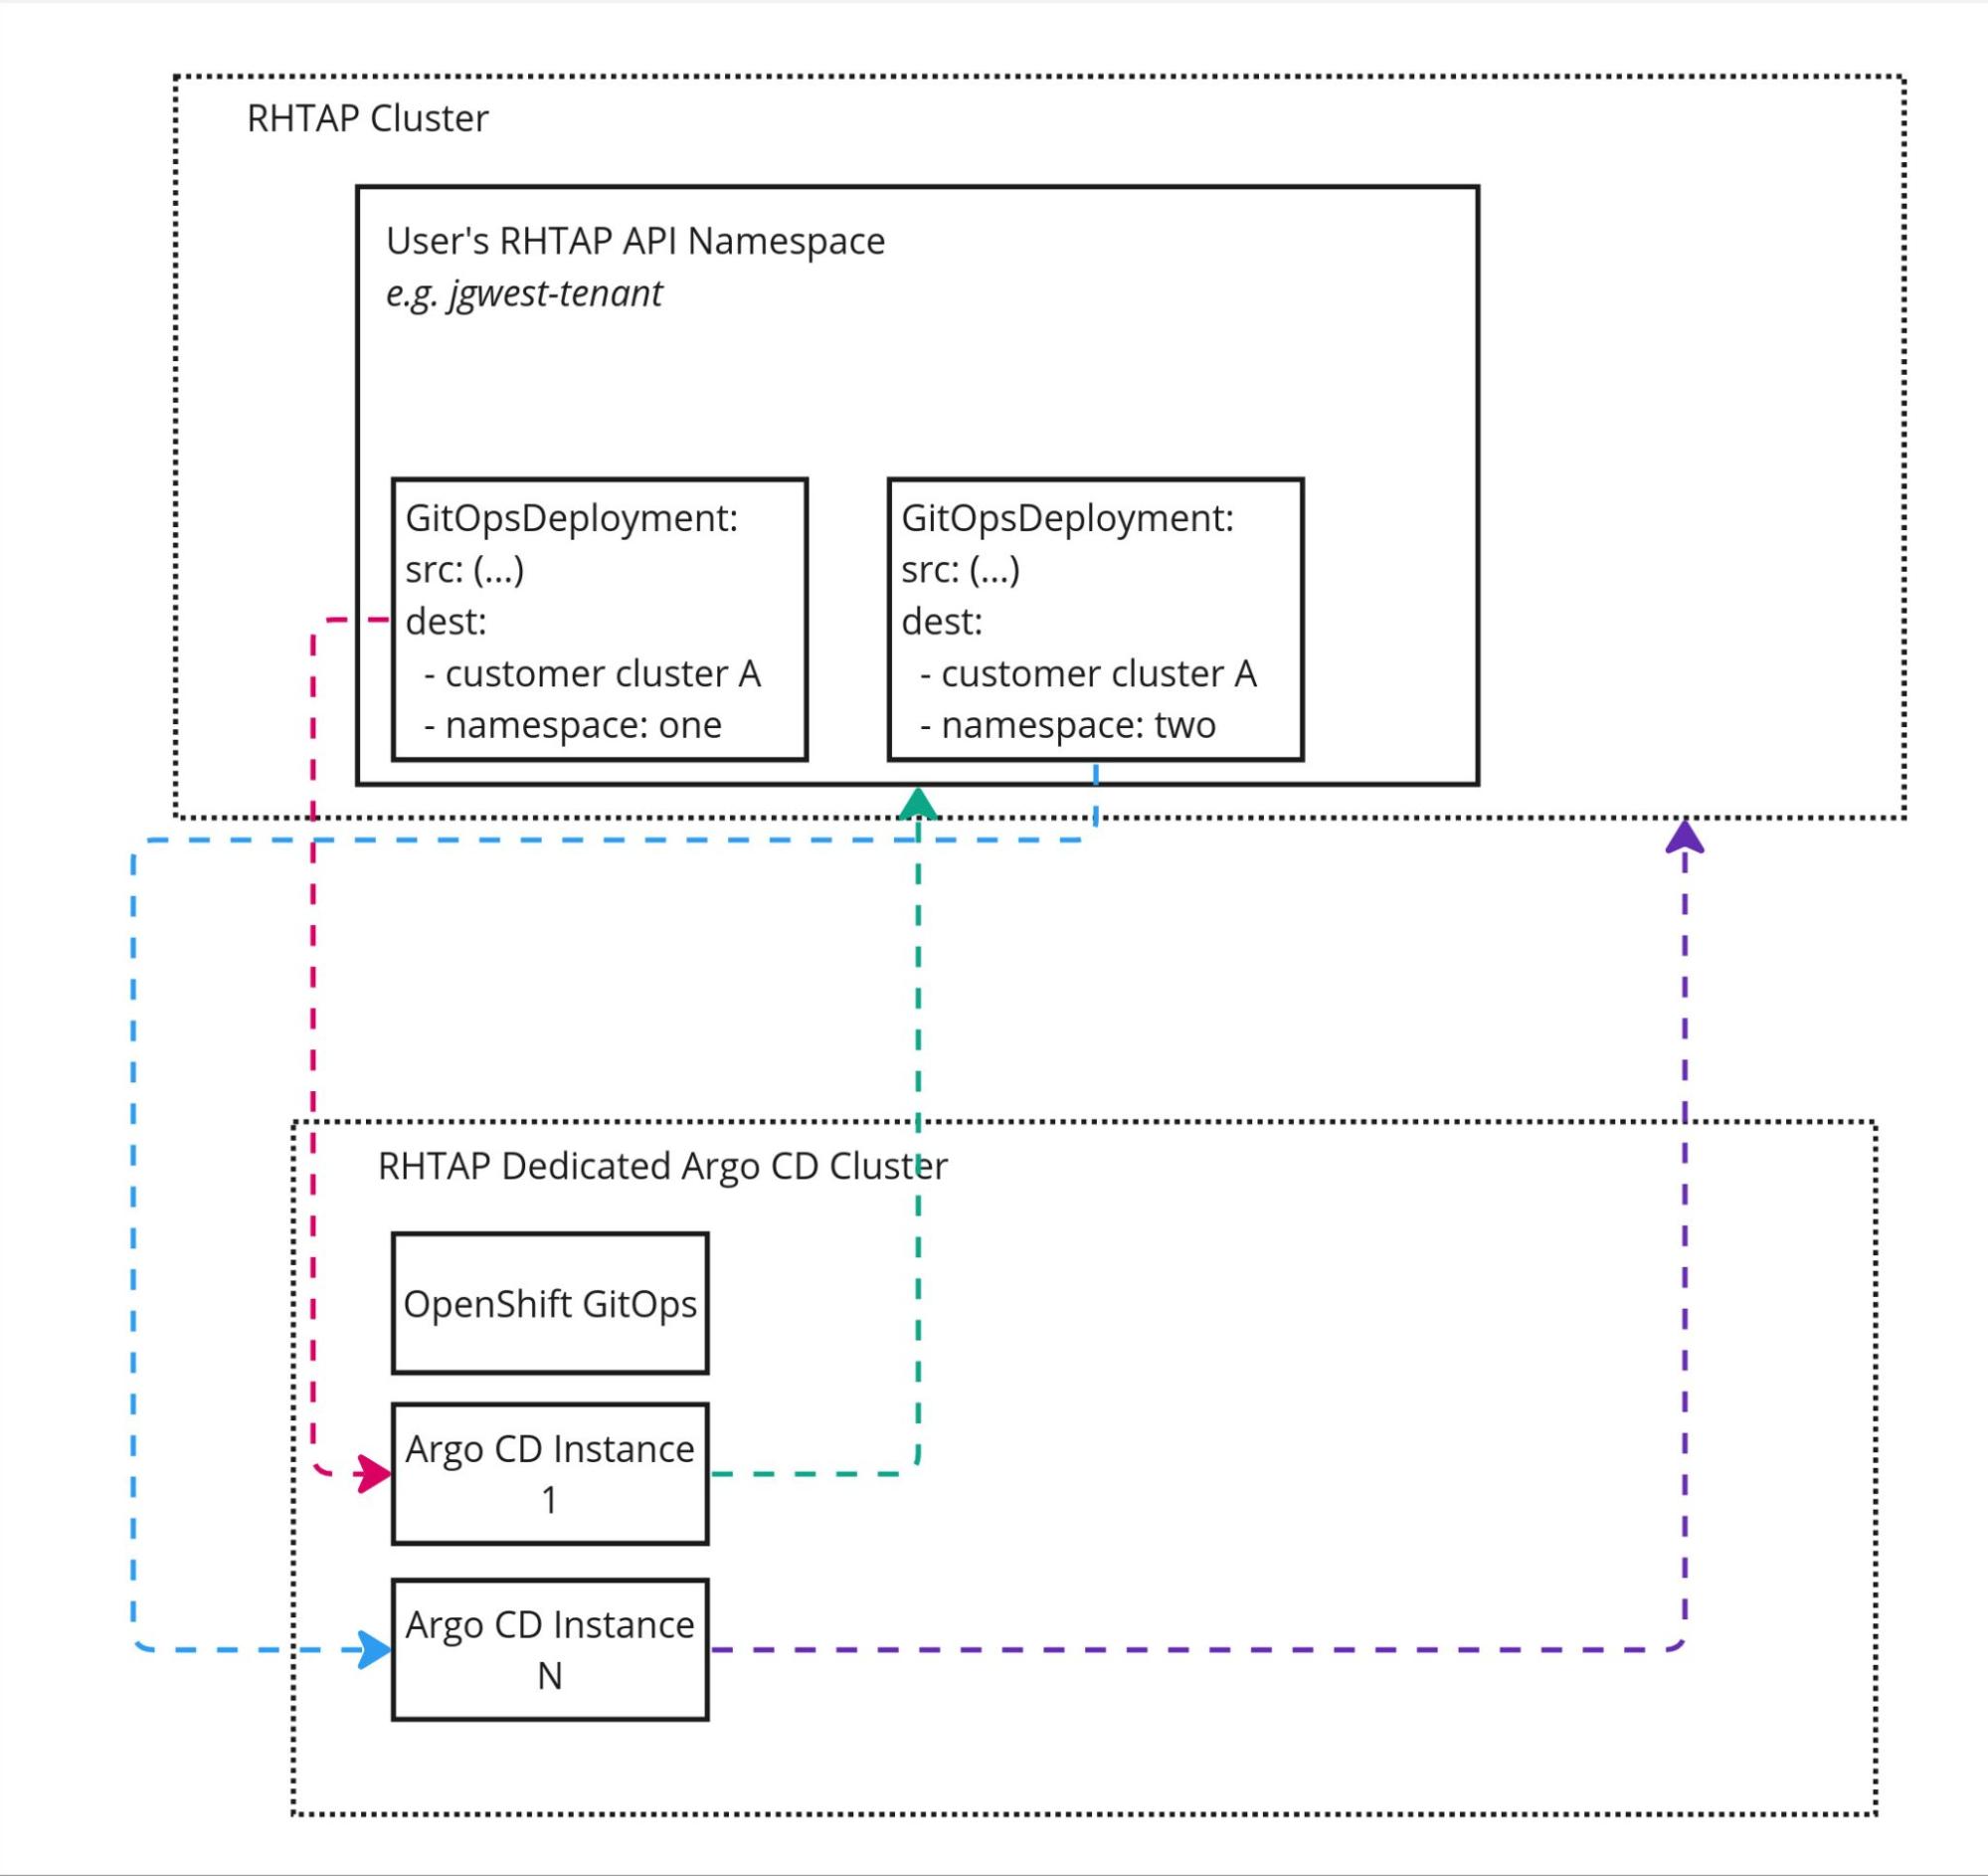 RHTAP Cluster
User's RHTAP API Namespace
e.g. jgwest-tenant
GitOpsDeployment:
src: (...)
dest:
- customer cluster A
- namespace: one
GitOpsDeployment:
src: (...)
dest:
- customer cluster A
- namespace: two
RHTAP Dedicated Argo CD Cluster
OpenShift GitOps
Argo CD Instance
1
Argo CD Instance
N